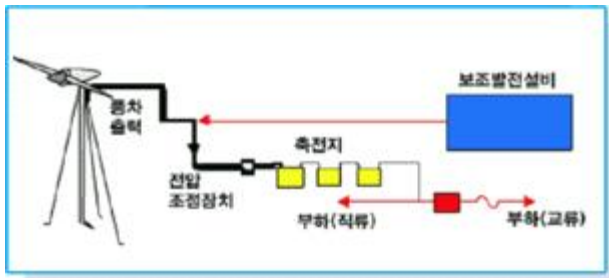 보조발전설비
풍차
출력
축전지
전압
조정장치
부하(직류)
부하(교류)